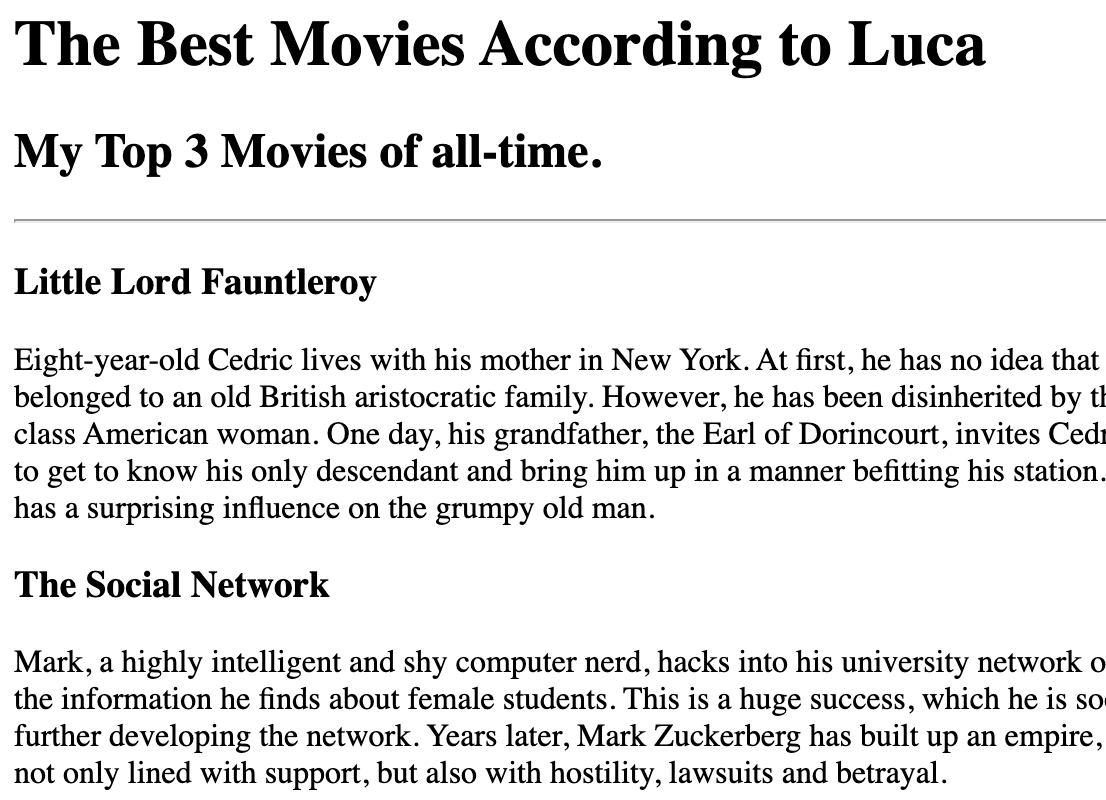 The Best Movies According to Luca
My Top 3 Movies of all-time.
Little Lord Fauntleroy
Eight-year-old Cedric lives with his mother in New York. At first, he has no idea that
belonged to an old British aristocratic family. However, he has been disinherited by
class American woman. One day, his grandfather, the Earl of Dorincourt, invites
to get to know his only descendant and bring him up in a manner befitting his station.
has a surprising influence on the grumpy old man.
The Social Network
Mark, a highly intelligent and shy computer nerd, hacks into his university network
the information he finds about female students. This is a huge success, which he is
further developing the network. Years later, Mark Zuckerberg has built up an empire,
not only lined with support, but also with hostility, lawsuits and betrayal.